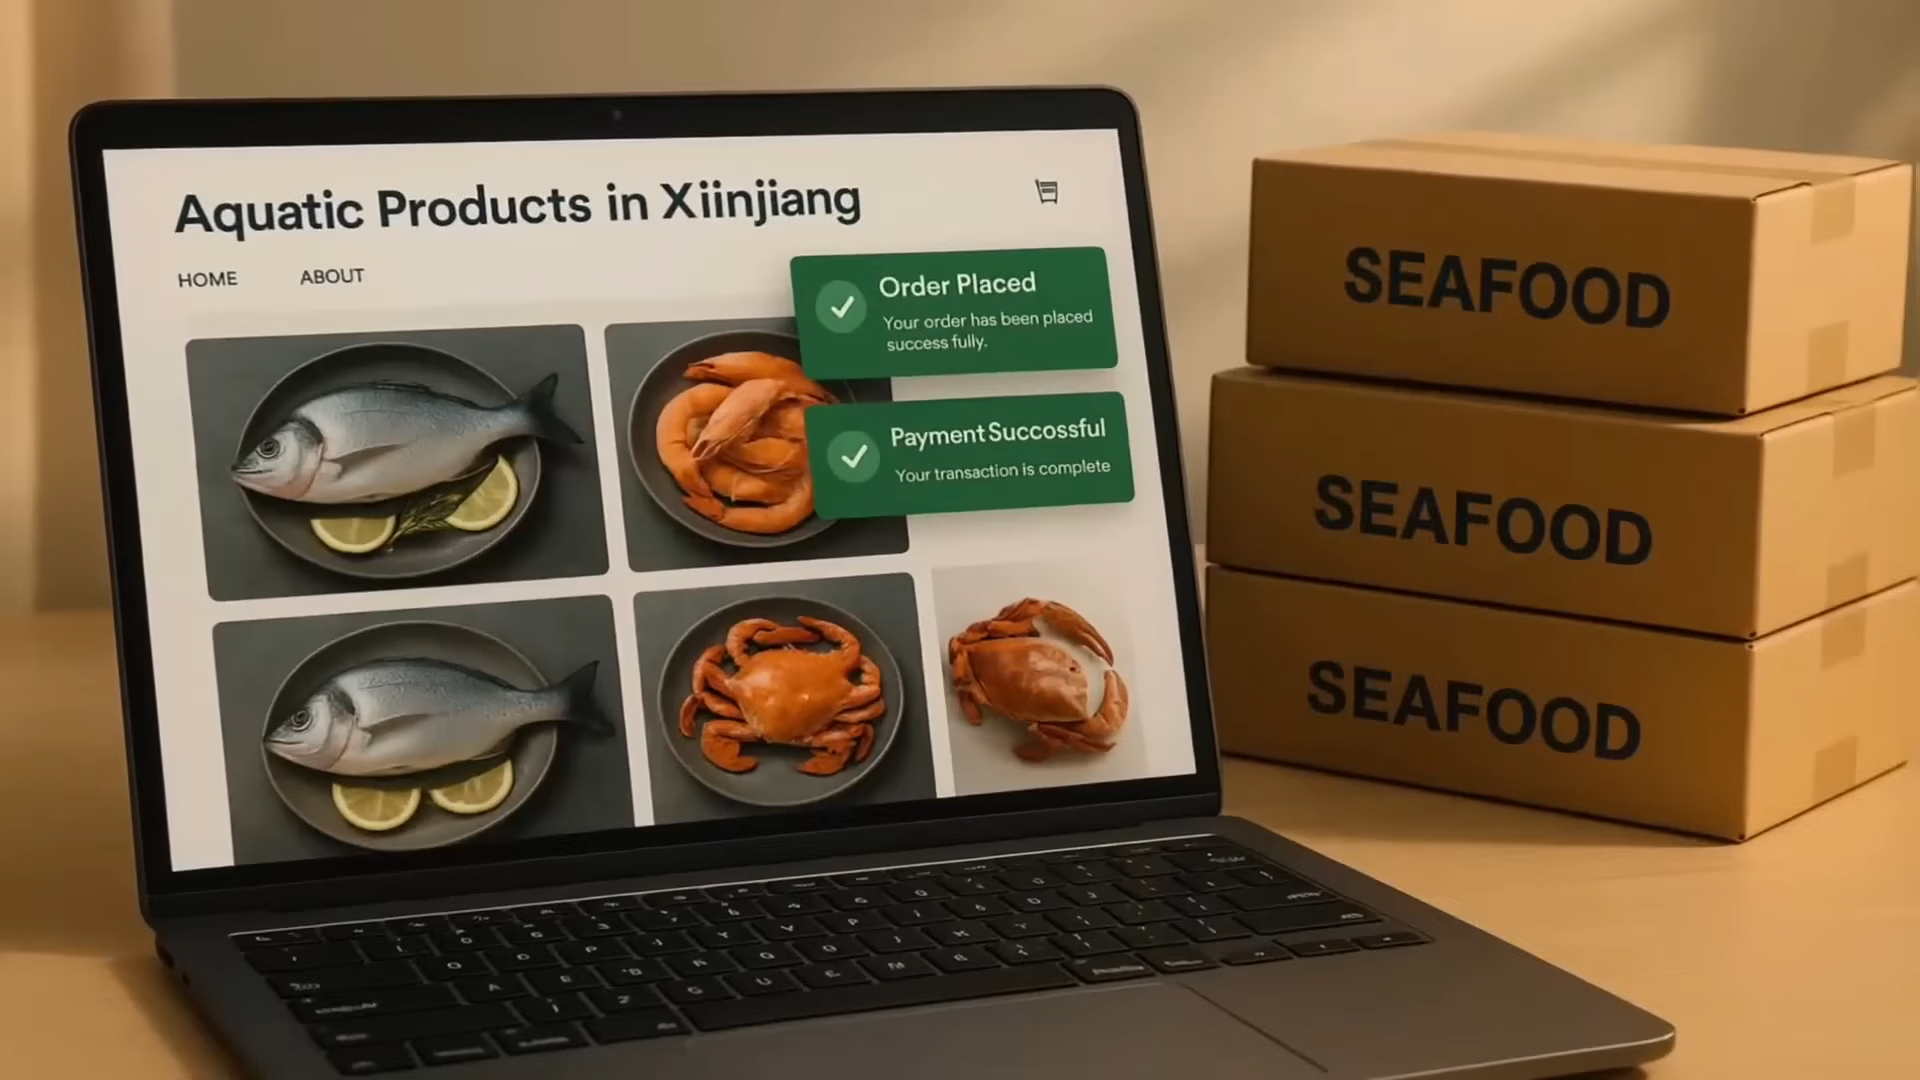 Aquatic Products in Xiinjiang
HOME ABOUT
Order Placed
Your order has been placed
success fully.
Payment Successful
Your transaction is complete
SEAFOOD
SEAFOOD
SEAFOOD